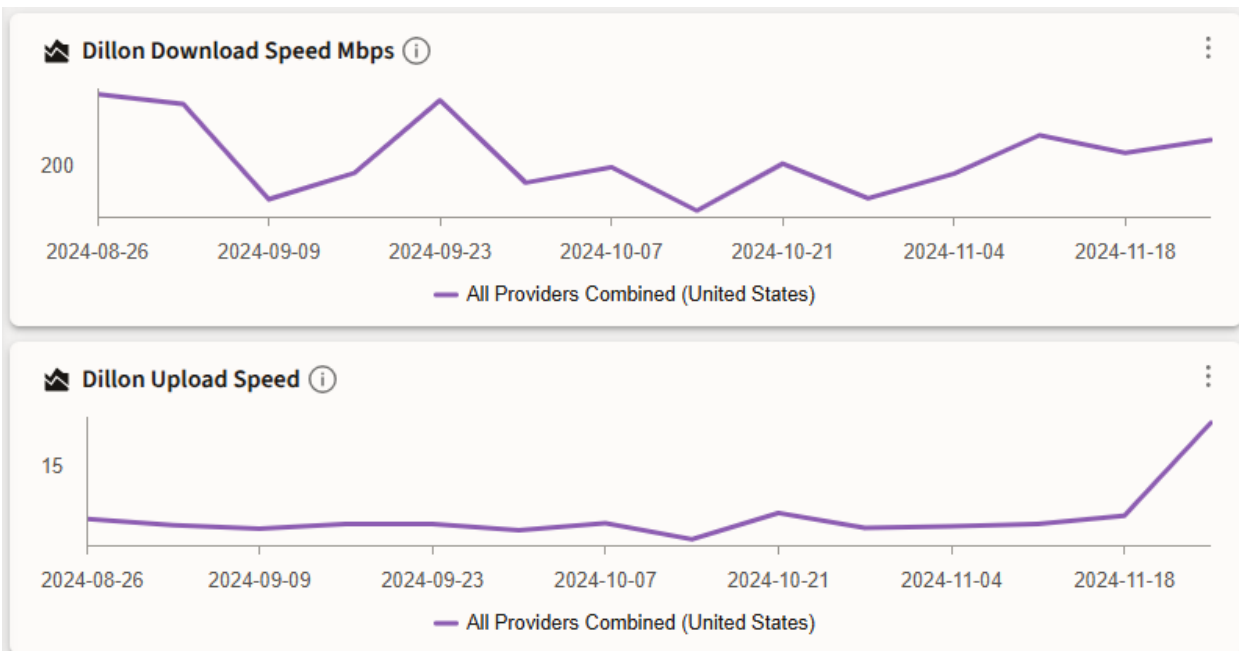 Dillon Download Speed Mbps
200
2024-08-26 2024-09-09 2024-09-23 2024-10-07 2024-10-21 2024-11-04 2024-11-18
All Providers Combined (United States)
Dillon Upload Speed
15
2024-08-26 2024-09-09 2024-09-23 2024-10-07 2024-10-21 2024-11-04 2024-11-18
All Providers Combined (United States)